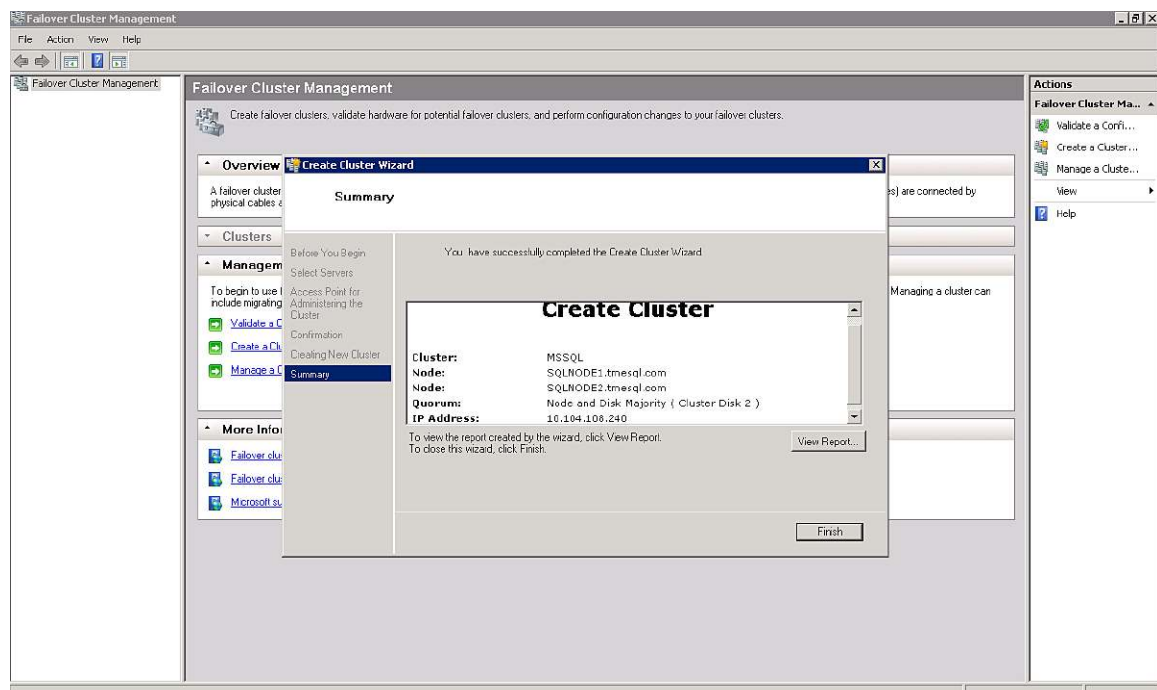 Failover Cluster Management
File Action View Help
Failover Cluster Management
Failover Cluster Management
Create failover clusters, validate hardware for potential failover clusters, and perform configuration changes to your failover clusters.
Overview
A failover cluster
es) are connected by
physical cables a
Clusters
Managem
To begin to use
Managing a cluster can
include migrating
Validate a C
Create a Clu
Manage a C
More Infor
Failover clu
Failover clu
Microsoft su
Create Cluster Wizard
Summary
Before You Begin
Select Servers
Access Point for
Administering the
Cluster
Confirmation
Creating New Cluster
Summary
You have successfully completed the Create Cluster Wizard
Create Cluster
Cluster: MSSQL
Node: SQLNODE1.tmesql.com
Node: SQLNODE2.tmesql.com
Quorum: Node and Disk Majority ( Cluster Disk 2 )
IP Address: 10.104.108.240
To view the report created by the wizard, click View Report.
To close this wizard, click Finish.
View Report...
Finish
Actions
Failover Cluster Ma...
Validate a Confi...
Create a Cluster...
Manage a Cluste...
View
Help